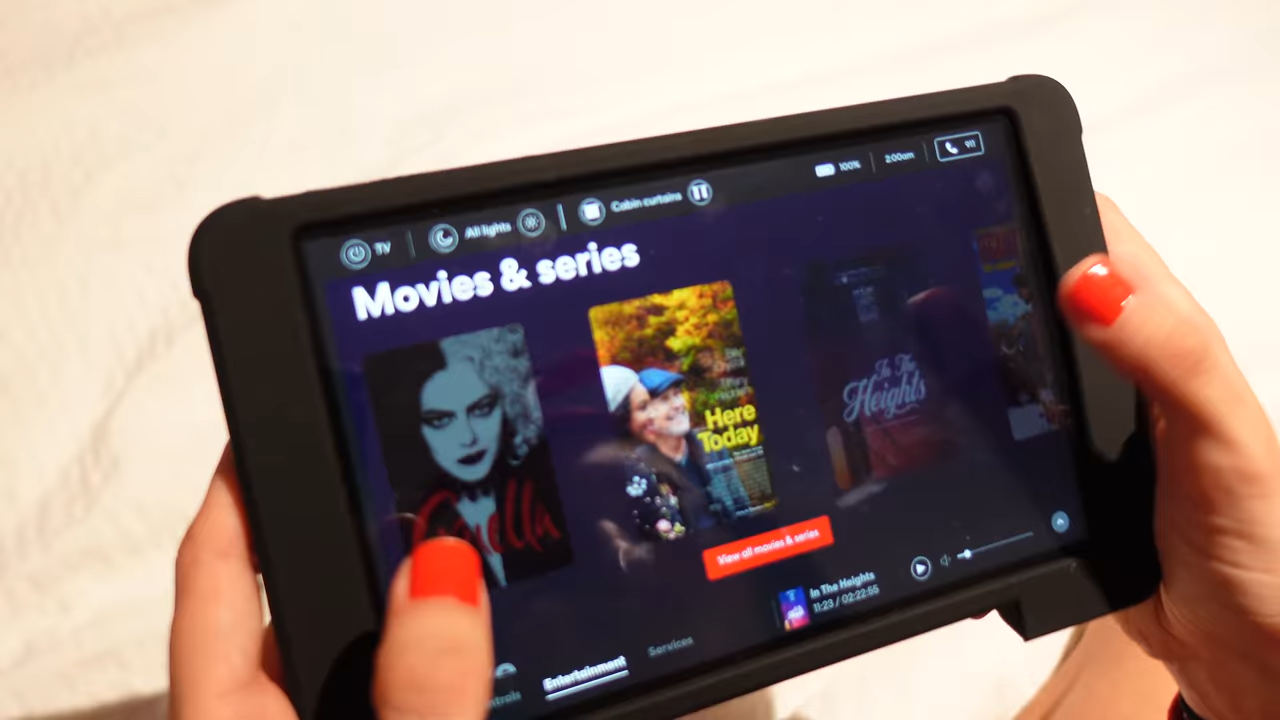 TV
All lights
Cabin curtains
100%
2:00am
911
Movies & series
Here
Today
In The
Heights
View all movies & series
In The Heights
11:23 / 02:22:55
Entertainment
Services